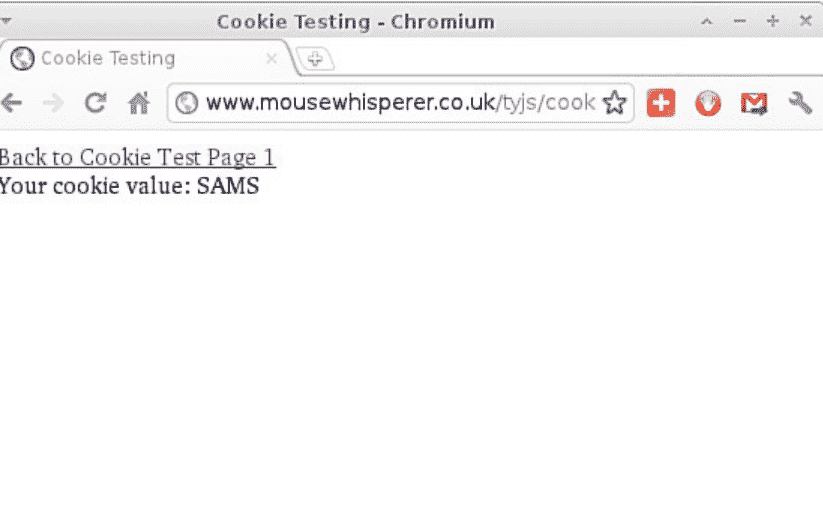 Cookie Testing - Chromium
Cookie Testing
www.mousewhisperer.co.uk/tyjs/cook
Back to Cookie Test Page 1
Your cookie value: SAMS